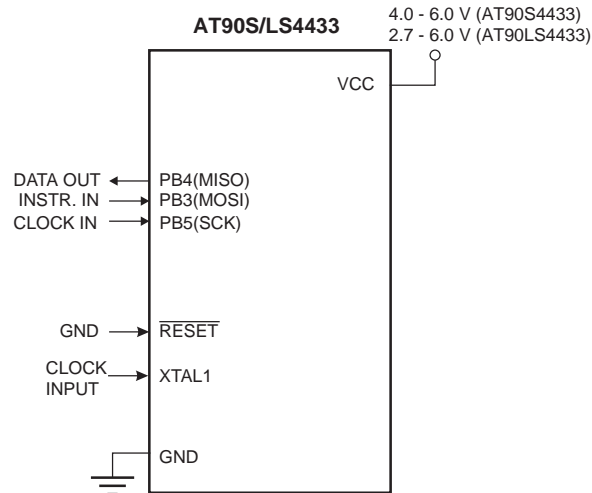 AT90S/LS4433
4.0 - 6.0 V (AT90S4433)
2.7 - 6.0 V (AT90LS4433)
VCC
DATA OUT PB4(MISO)
INSTR. IN PB3(MOSI)
CLOCK IN PB5(SCK)
GND RESET
CLOCK
INPUT
XTAL1
GND